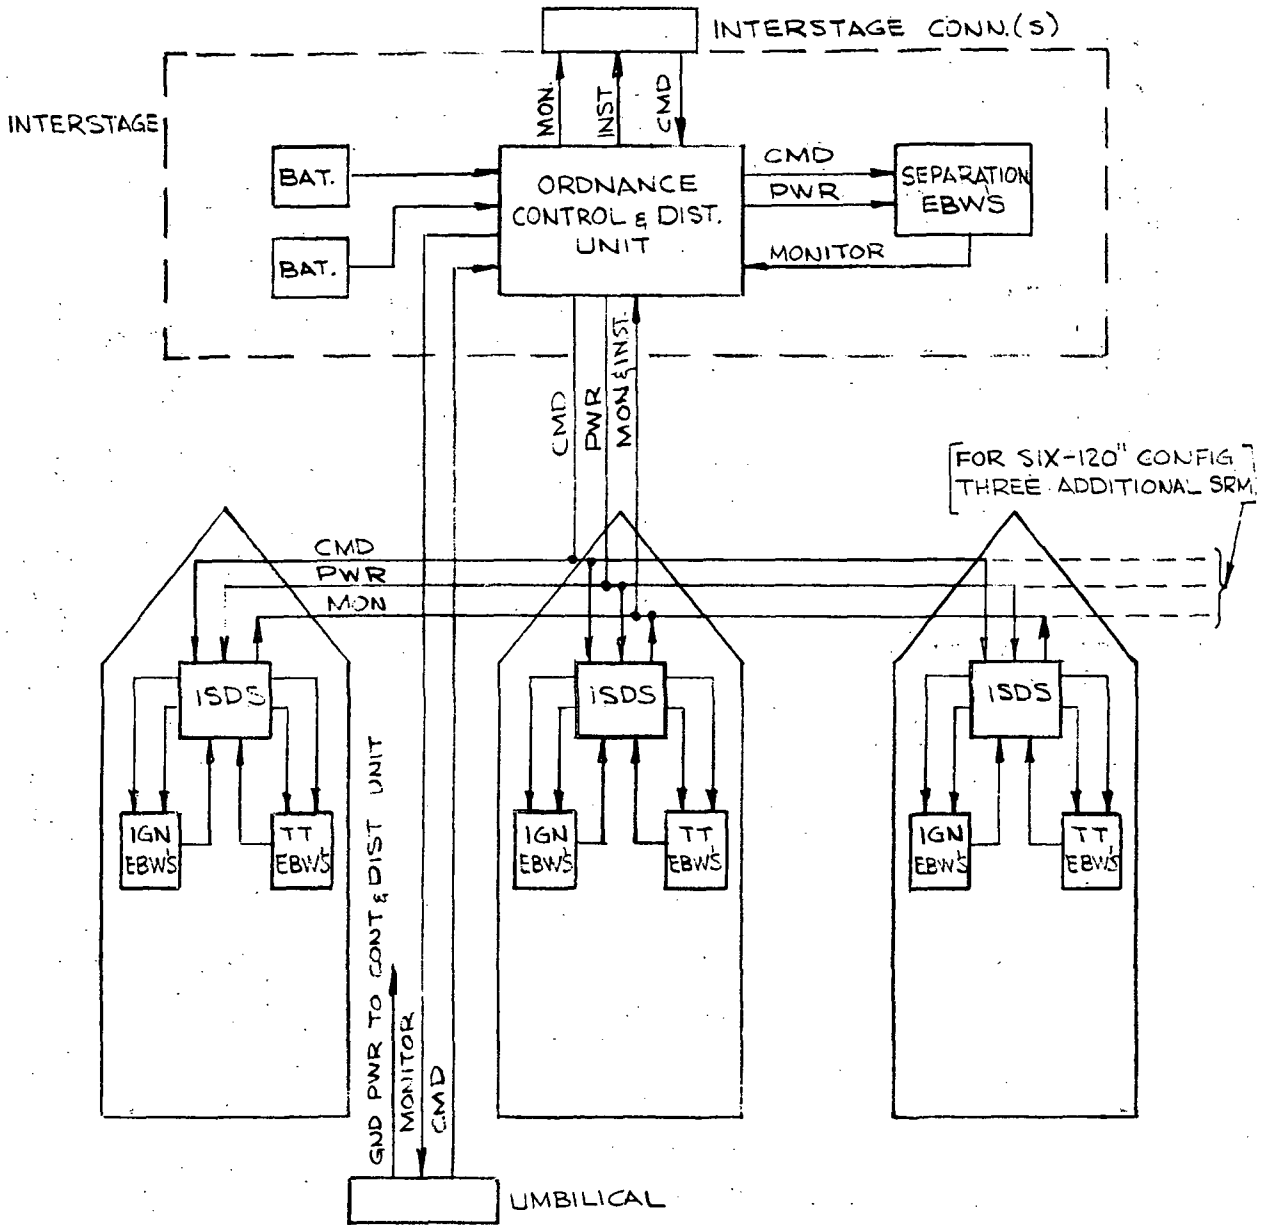 INTERSTAGE CONN.(S)
INTERSTAGE
MON.
INST
CMD
BAT.
BAT.
ORDNANCE
CONTROL & DIST.
UNIT
CMD
PWR
MONITOR
SEPARATION
EBW'S
CMD
PWR
MON & INST.
FOR SIX-120" CONFIG
THREE ADDITIONAL SRM
CMD
PWR
MON
ISDS
ISDS
ISDS
IGN
EBW'S
TT
EBW'S
IGN
EBW'S
TT
EBW'S
IGN
EBW'S
TT
EBW'S
GND PWR TO CONT & DIST UNIT
MONITOR
CMD
UMBILICAL